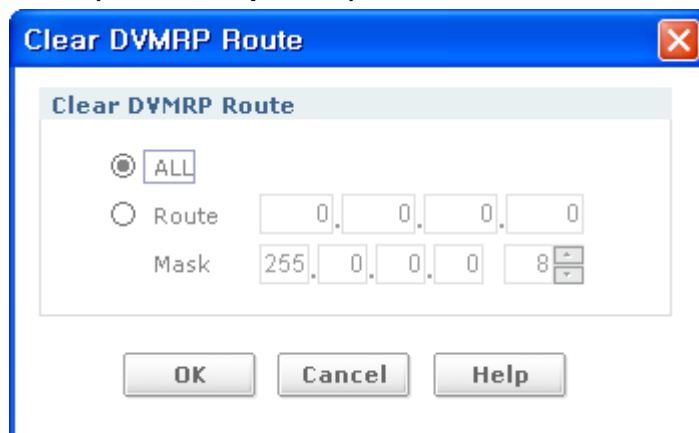 Clear DVMRP Route
Clear DVMRP Route
ALL
Route 0. 0. 0. 0
Mask 255. 0. 0. 0 8
OK Cancel Help